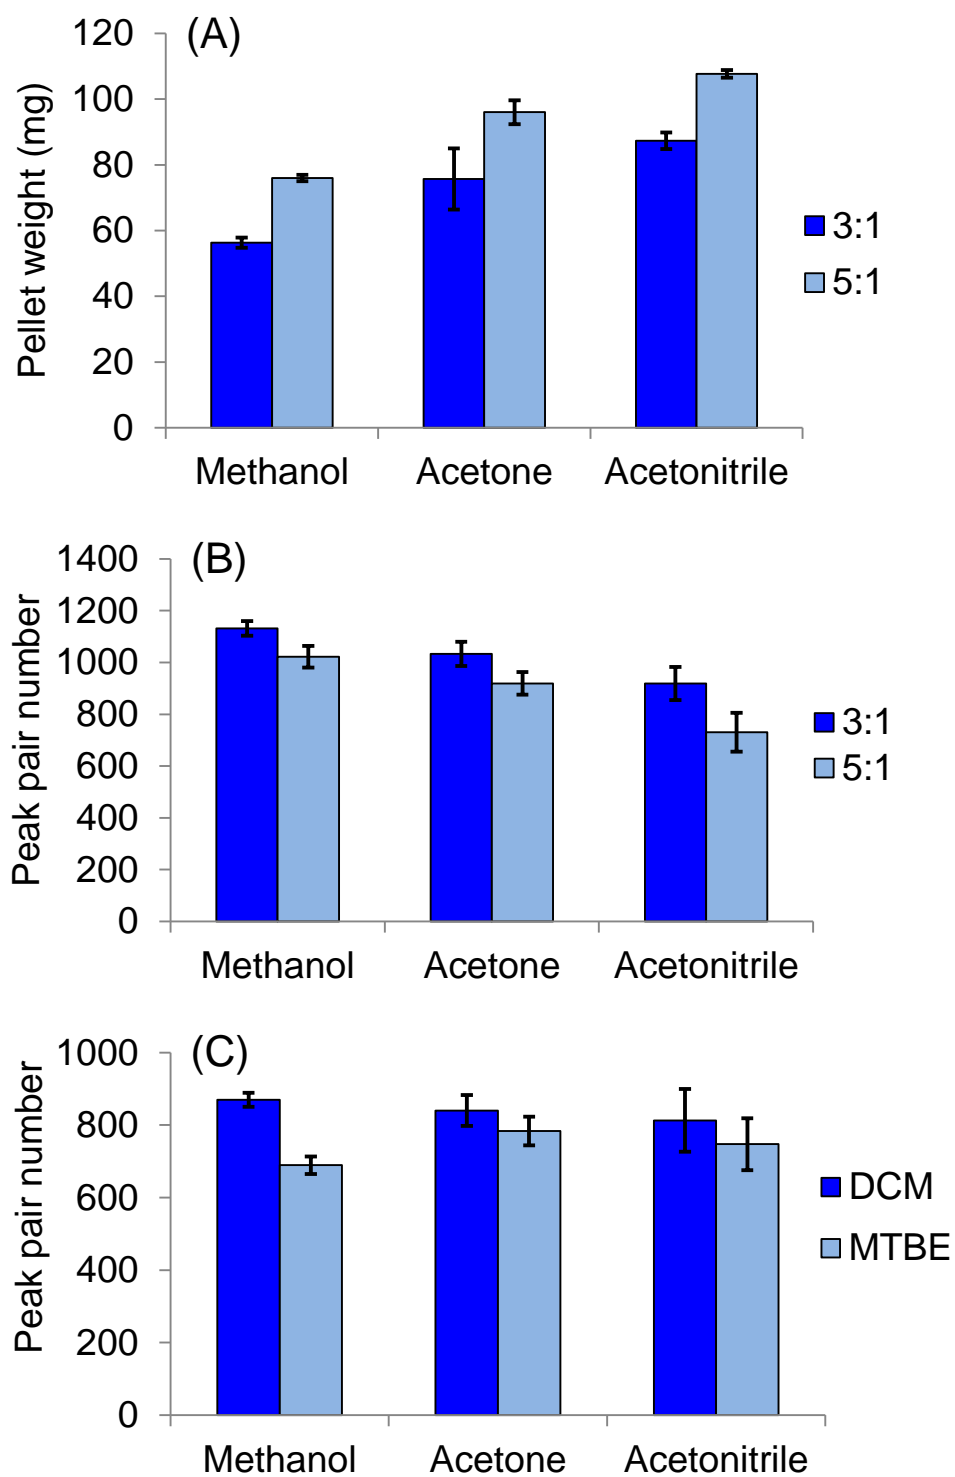 (A)
Pellet weight (mg)
120
100
80
60
40
20
0
Methanol Acetone Acetonitrile
3:1
5:1
(B)
Peak pair number
1400
1200
1000
800
600
400
200
0
Methanol Acetone Acetonitrile
3:1
5:1
(C)
Peak pair number
1000
800
600
400
200
0
Methanol Acetone Acetonitrile
DCM
MTBE